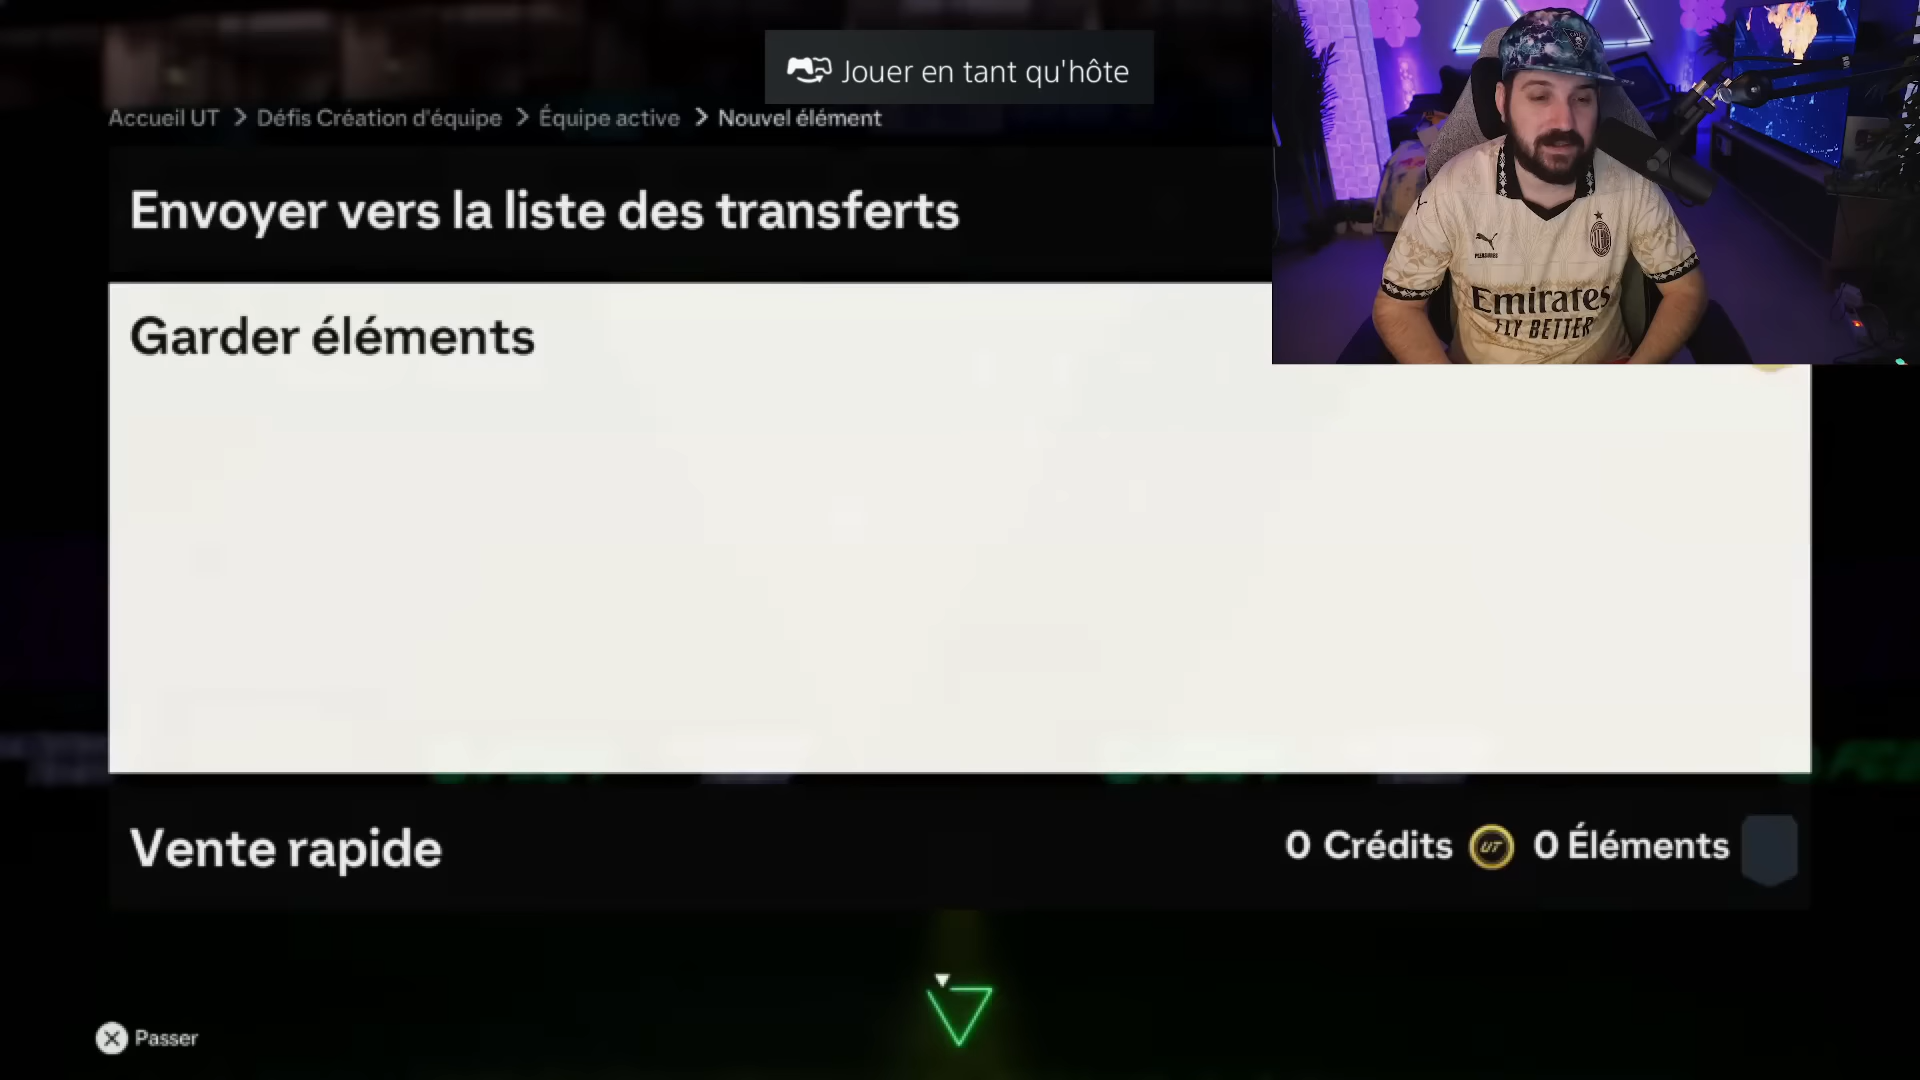 Jouer en tant qu'hôte
Accueil UT > Défis Création d'équipe > Équipe active > Nouvel élément
Envoyer vers la liste des transferts
Garder éléments
Emirates
FLY BETTER
Vente rapide
0 Crédits UT 0 Éléments
Passer